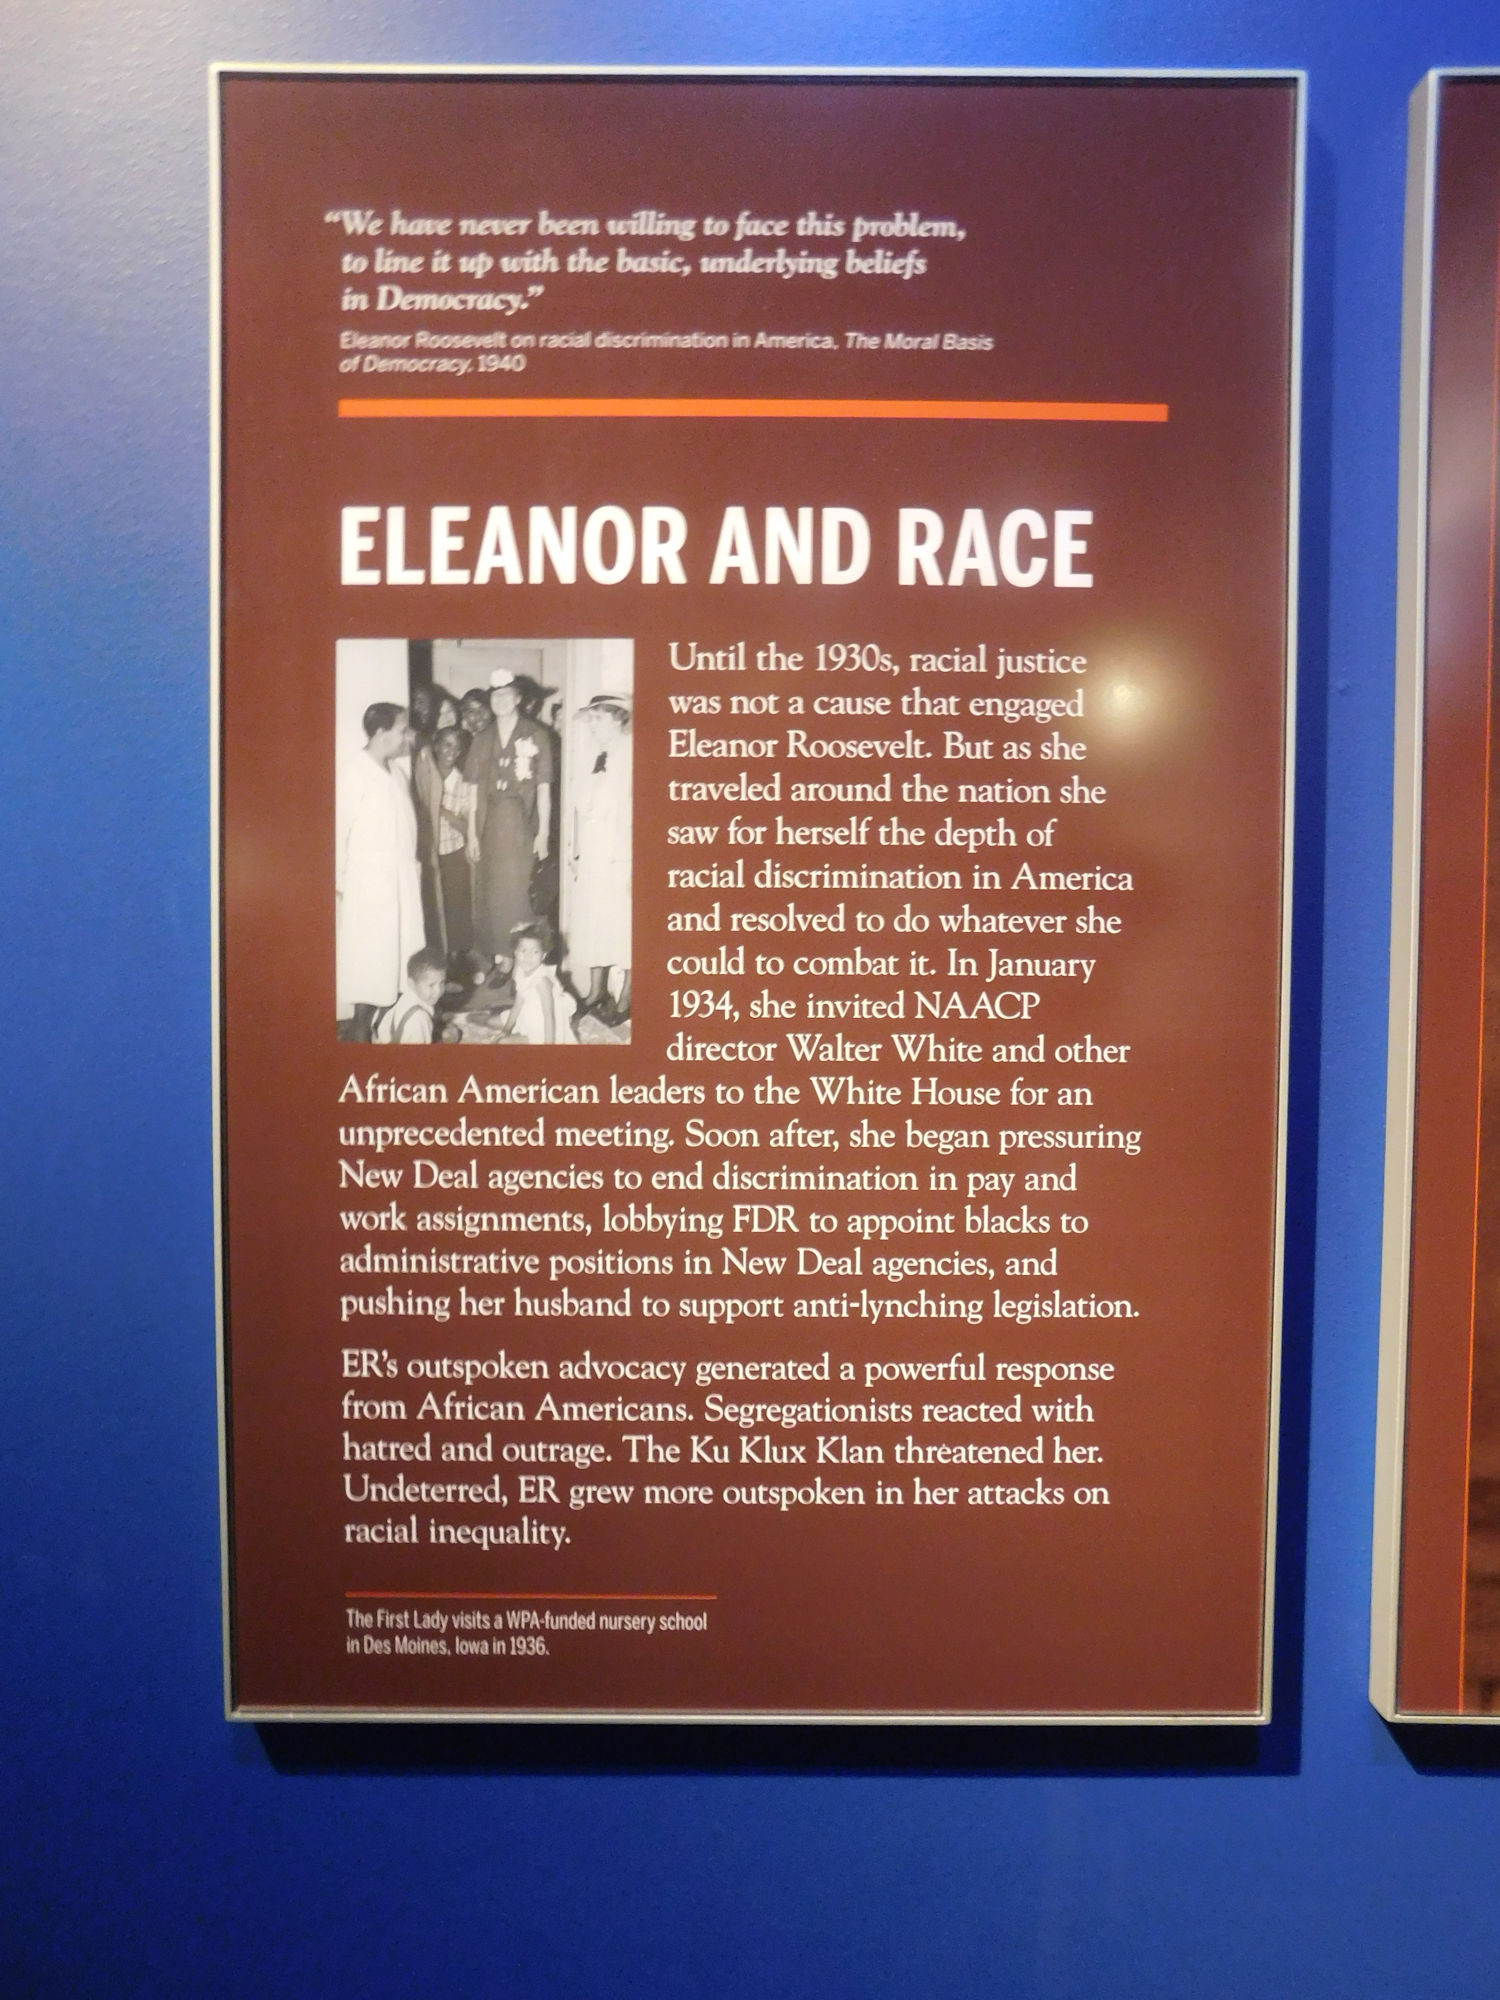 “We have never been willing to face this problem,
to line it up with the basic, underlying beliefs
in Democracy.”
Eleanor Roosevelt on racial discrimination in America, The Moral Basis
of Democracy, 1940
ELEANOR AND RACE
Until the 1930s, racial justice
was not a cause that engaged
Eleanor Roosevelt. But as she
traveled around the nation she
saw for herself the depth of
racial discrimination in America
and resolved to do whatever she
could to combat it. In January
1934, she invited NAACP
director Walter White and other
African American leaders to the White House for an
unprecedented meeting. Soon after, she began pressuring
New Deal agencies to end discrimination in pay and
work assignments, lobbying FDR to appoint blacks to
administrative positions in New Deal agencies, and
pushing her husband to support anti-lynching legislation.
ER’s outspoken advocacy generated a powerful response
from African Americans. Segregationists reacted with
hatred and outrage. The Ku Klux Klan threatened her.
Undeterred, ER grew more outspoken in her attacks on
racial inequality.
The First Lady visits a WPA-funded nursery school
in Des Moines, Iowa in 1936.